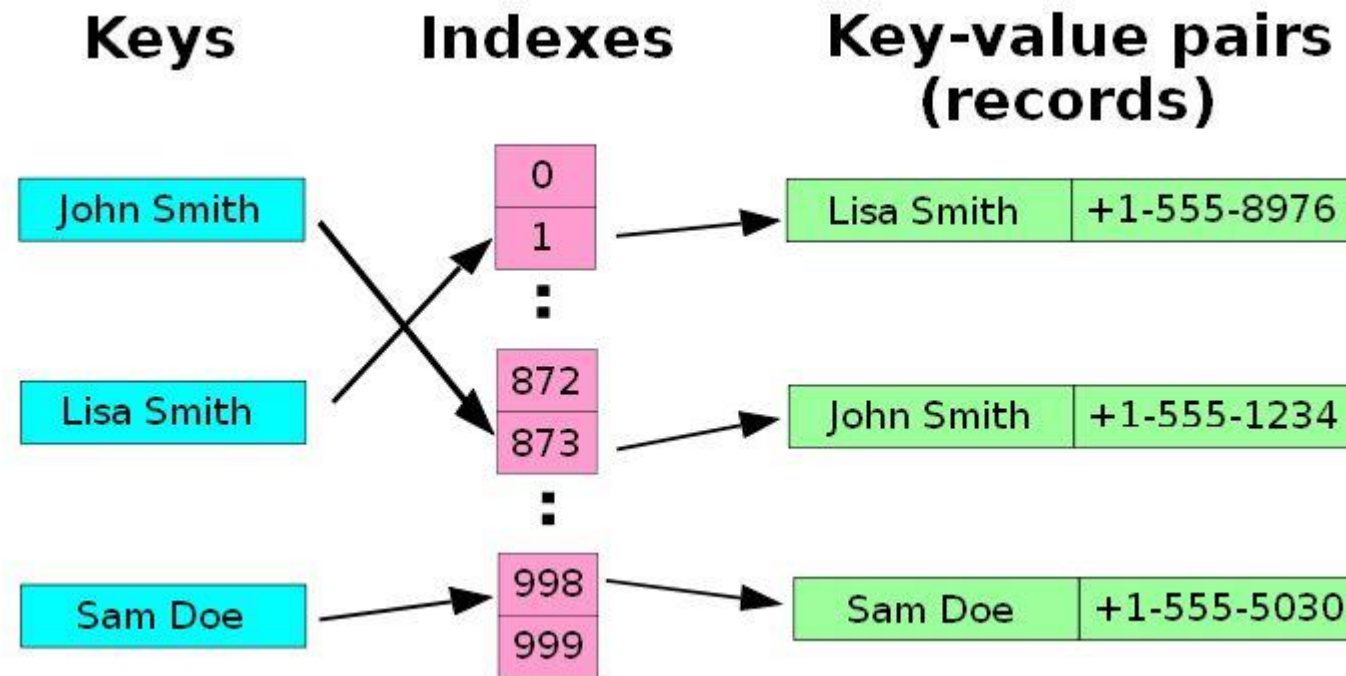 Keys
Indexes
Key-value pairs
(records)
John Smith
Lisa Smith
Sam Doe
0
1
:
872
873
:
998
999
Lisa Smith +1-555-8976
John Smith +1-555-1234
Sam Doe +1-555-5030